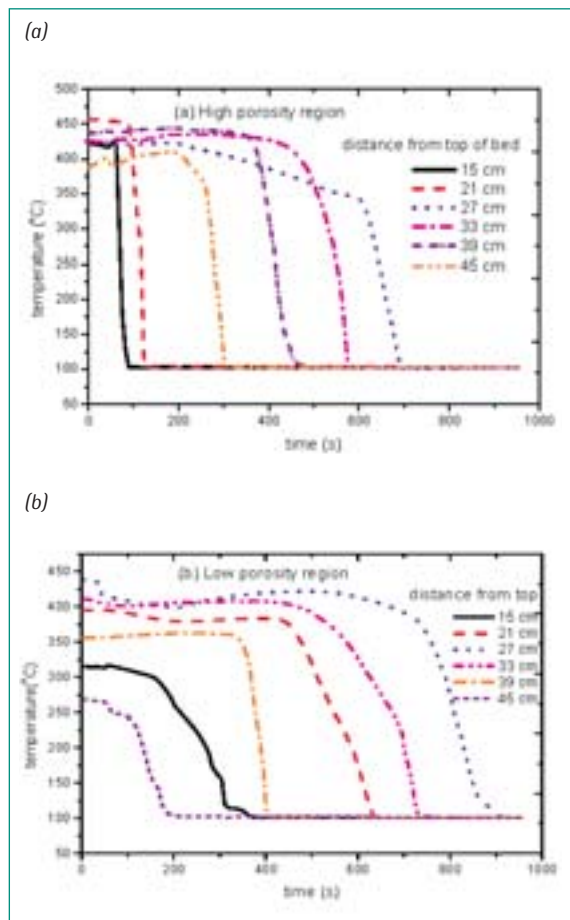 (a)
500
450
400
350
300
250
200
150
100
50
temperature (°C)
(a) High porosity region
distance from top of bed
15 cm
21 cm
27 cm
33 cm
39 cm
45 cm
0 200 400 600 800 1000
time (s)
(b)
450
400
350
300
250
200
150
100
50
temperature(°C)
(b) Low porosity region
distance from top
15 cm
21 cm
27 cm
33 cm
39 cm
45 cm
0 200 400 600 800 1000
time (s)